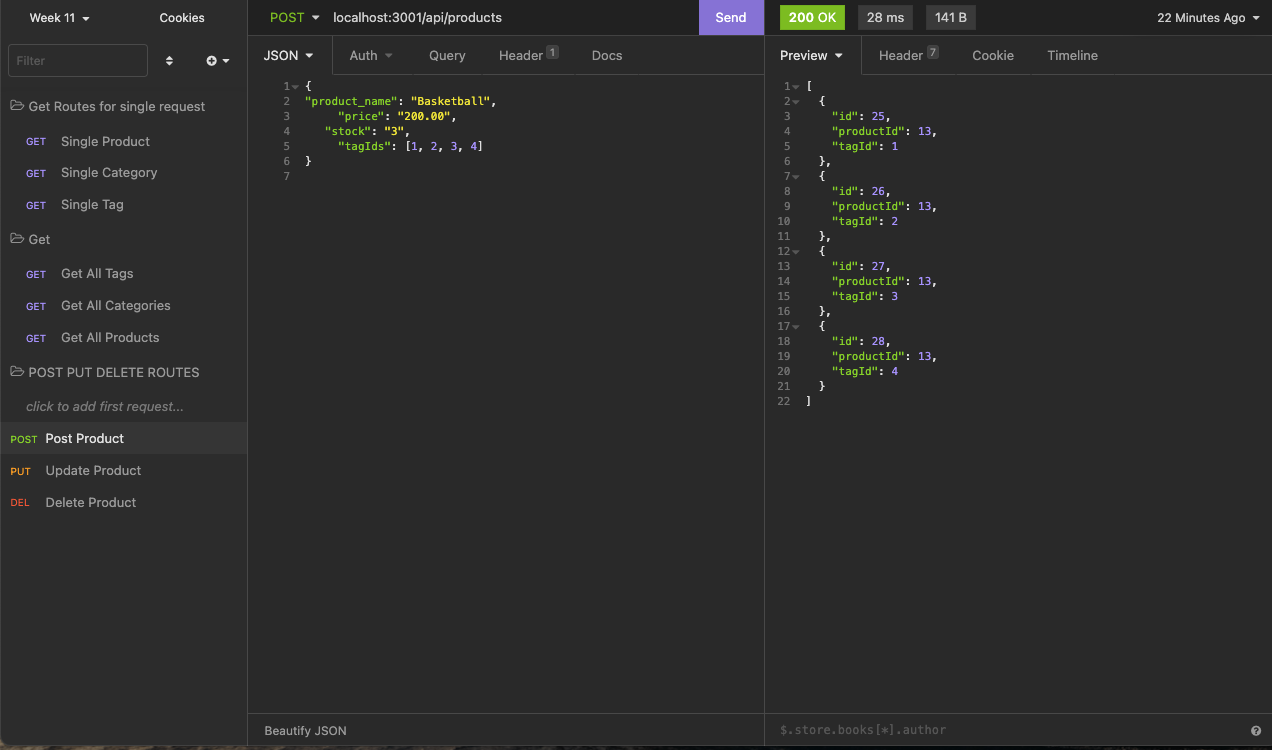 Week 11
Cookies
Filter
Get Routes for single request
GET Single Product
GET Single Category
GET Single Tag
Get
GET Get All Tags
GET Get All Categories
GET Get All Products
POST PUT DELETE ROUTES
click to add first request...
POST Post Product
PUT Update Product
DEL Delete Product
POST localhost:3001/api/products Send
JSON Auth Query Header 1 Docs
1 {
2 "product_name": "Basketball",
3 "price": "200.00",
4 "stock": "3",
5 "tagIds": [1, 2, 3, 4]
6 }
7
Beautify JSON
200 OK 28 ms 141 B 22 Minutes Ago
Preview Header 7 Cookie Timeline
1 [
2 {
3 "id": 25,
4 "productId": 13,
5 "tagId": 1
6 },
7 {
8 "id": 26,
9 "productId": 13,
10 "tagId": 2
11 },
12 {
13 "id": 27,
14 "productId": 13,
15 "tagId": 3
16 },
17 {
18 "id": 28,
19 "productId": 13,
20 "tagId": 4
21 }
22 ]
$.store.books[*].author